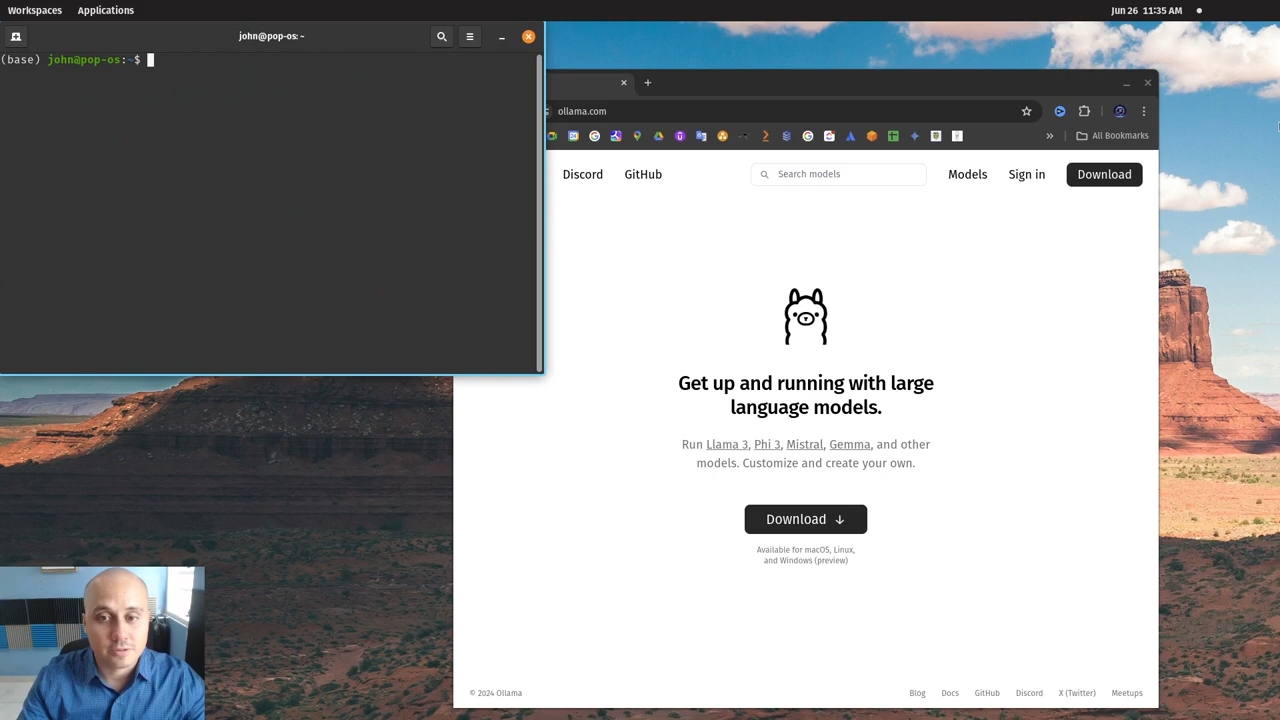 Workspaces Applications Jun 26 11:35 AM
john@pop-os: ~
(base) john@pop-os:~$
ollama.com
All Bookmarks
Discord GitHub Search models Models Sign in Download
Get up and running with large
language models.
Run Llama 3, Phi 3, Mistral, Gemma, and other
models. Customize and create your own.
Download ↓
Available for macOS, Linux,
and Windows (preview)
© 2024 Ollama Blog Docs GitHub Discord X (Twitter) Meetups